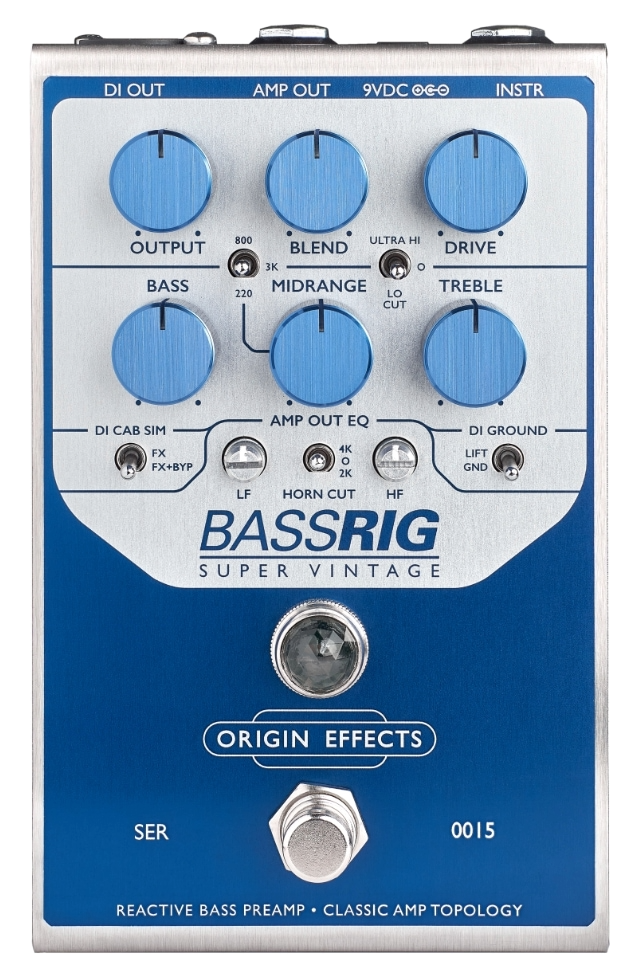 DI OUT AMP OUT 9VDC INSTR
OUTPUT 800 BLEND ULTRA HI DRIVE
3K O
BASS 220 MIDRANGE LO CUT TREBLE
AMP OUT EQ
DI CAB SIM DI GROUND
FX 4K LIFT
FX+BYP O GND
2K
LF HORN CUT HF
BASSRIG
SUPER VINTAGE
ORIGIN EFFECTS
SER 0015
REACTIVE BASS PREAMP • CLASSIC AMP TOPOLOGY